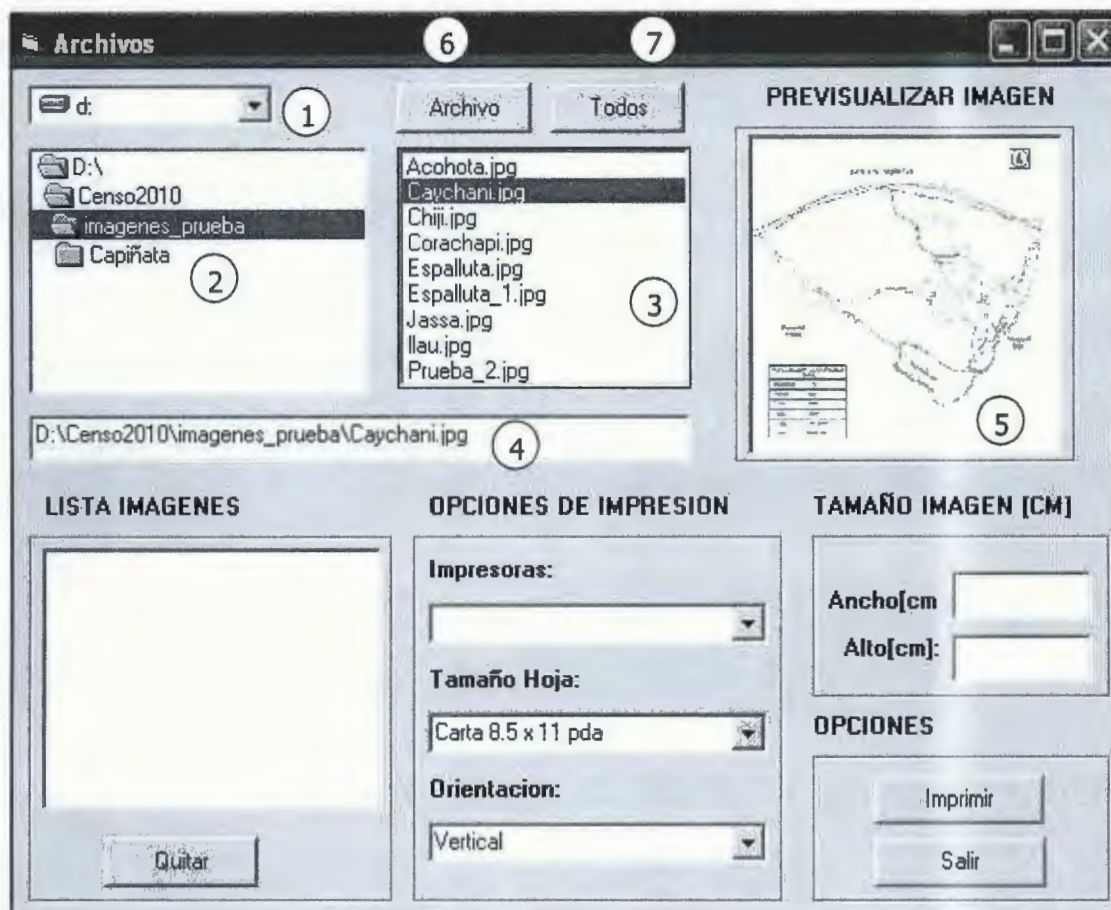 Archivos
6
7
d:
1
Archivo
Todos
PREVISUALIZAR IMAGEN
D:\
Censo2010
imagenes_prueba
Capiñata
2
Acohota.jpg
Caychani.jpg
Chiji.jpg
Corachapi.jpg
Espalluta.jpg
Espalluta_1.jpg
Jassa.jpg
Ilau.jpg
Prueba_2.jpg
3
5
D:\Censo2010\imagenes_prueba\Caychani.jpg
4
LISTA IMAGENES
Quitar
OPCIONES DE IMPRESION
Impresoras:
Tamaño Hoja:
Carta 8.5 x 11 pda
Orientacion:
Vertical
TAMAÑO IMAGEN [CM]
Ancho[cm
Alto[cm]:
OPCIONES
Imprimir
Salir